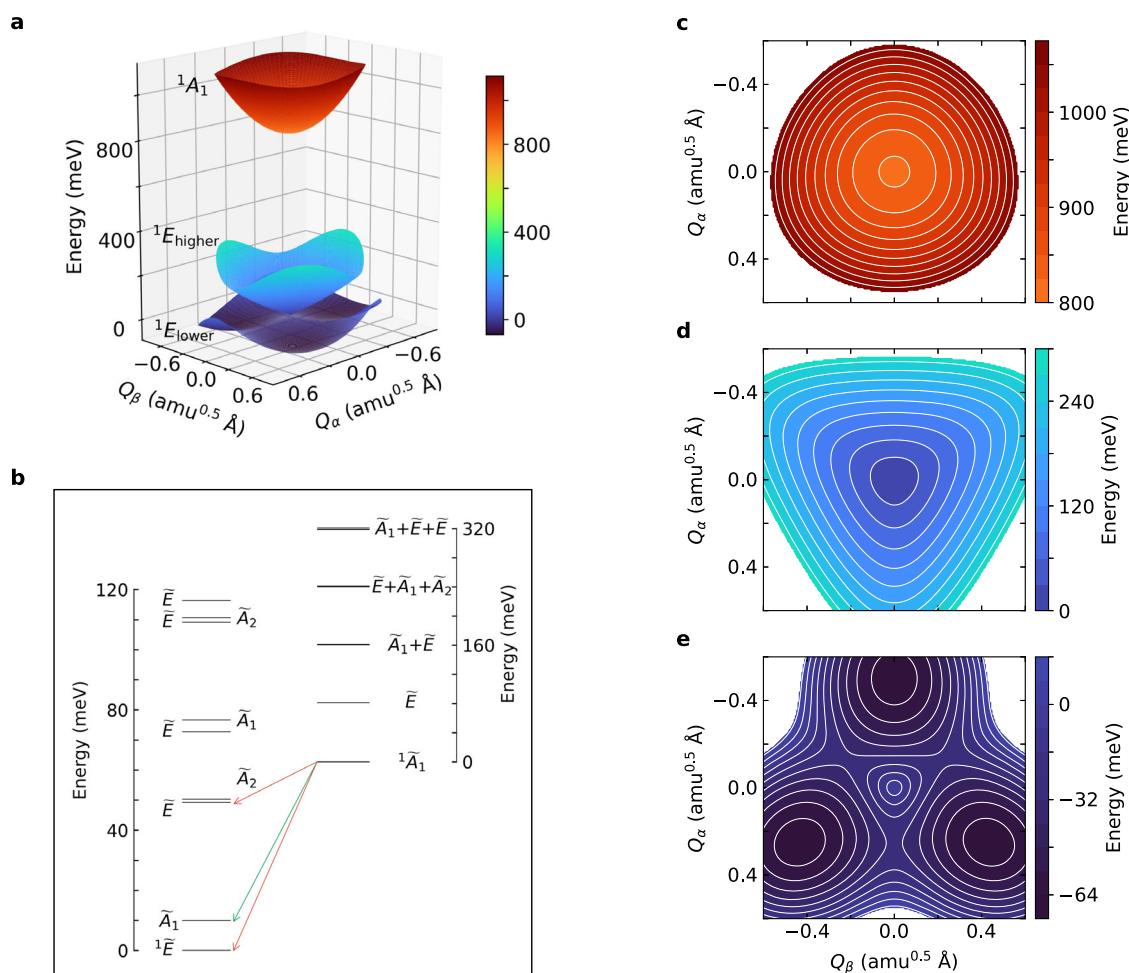 a
¹A₁
800
400
0
Energy (meV)
¹E_higher
¹E_lower
−0.6
0.0
0.6
Q_β (amu^0.5 Å)
0.6
0.0
−0.6
Q_α (amu^0.5 Å)
800
400
0
b
Energy (meV)
120
80
40
0
Ẽ
Ẽ
Ã₂
Ẽ
Ã₁
Ã₂
Ẽ
Ã₁
¹Ẽ
Ã₁+Ẽ+Ẽ
Ẽ+Ã₁+Ã₂
Ã₁+Ẽ
Ẽ
¹Ã₁
320
160
0
Energy (meV)
c
−0.4
0.0
0.4
Q_α (amu^0.5 Å)
1000
900
800
Energy (meV)
d
−0.4
0.0
0.4
Q_α (amu^0.5 Å)
240
120
0
Energy (meV)
e
−0.4
0.0
0.4
Q_α (amu^0.5 Å)
−0.4 0.0 0.4
Q_β (amu^0.5 Å)
0
−32
−64
Energy (meV)